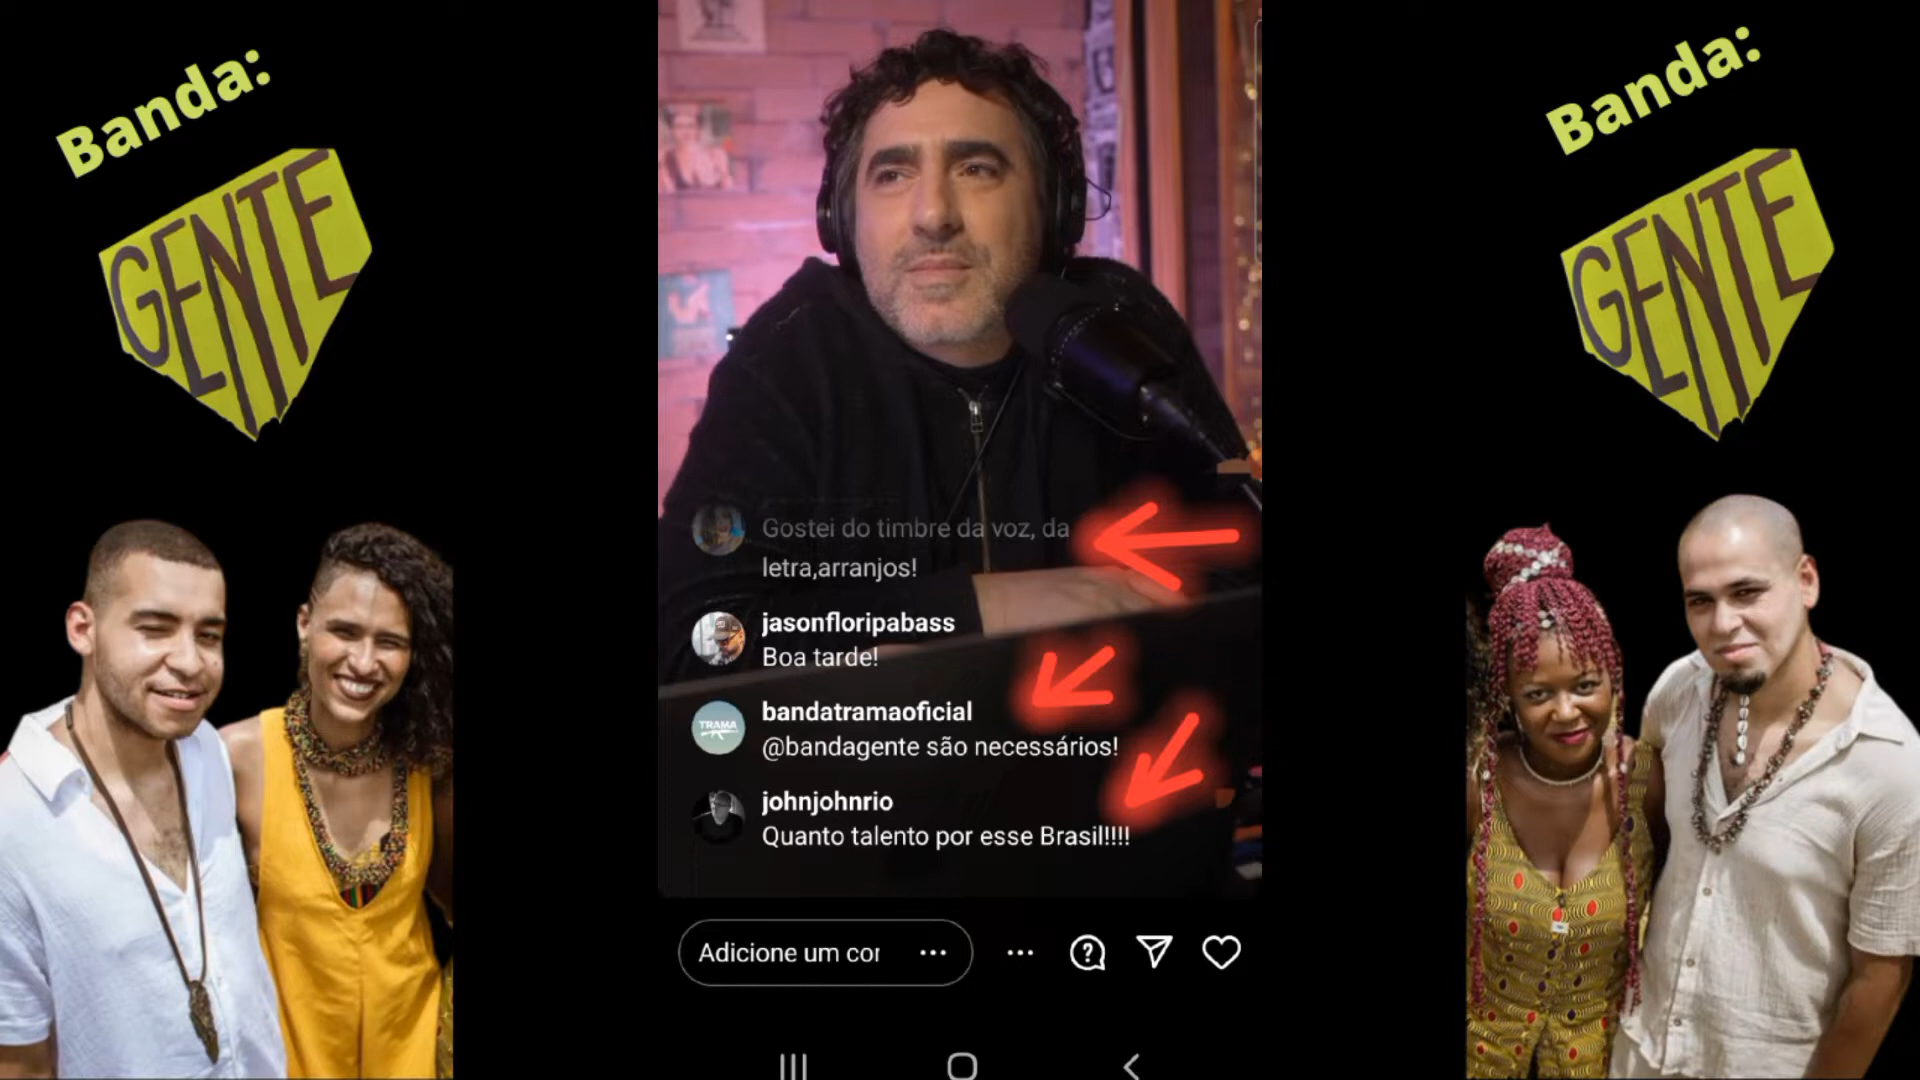 Banda:
GENTE
Gostei do timbre da voz, da
letra,arranjos!
jasonfloripabass
Boa tarde!
TRAMA
bandatramaoficial
@bandagente são necessários!
johnjohnrio
Quanto talento por esse Brasil!!!!
Adicione um cor
Banda:
GENTE